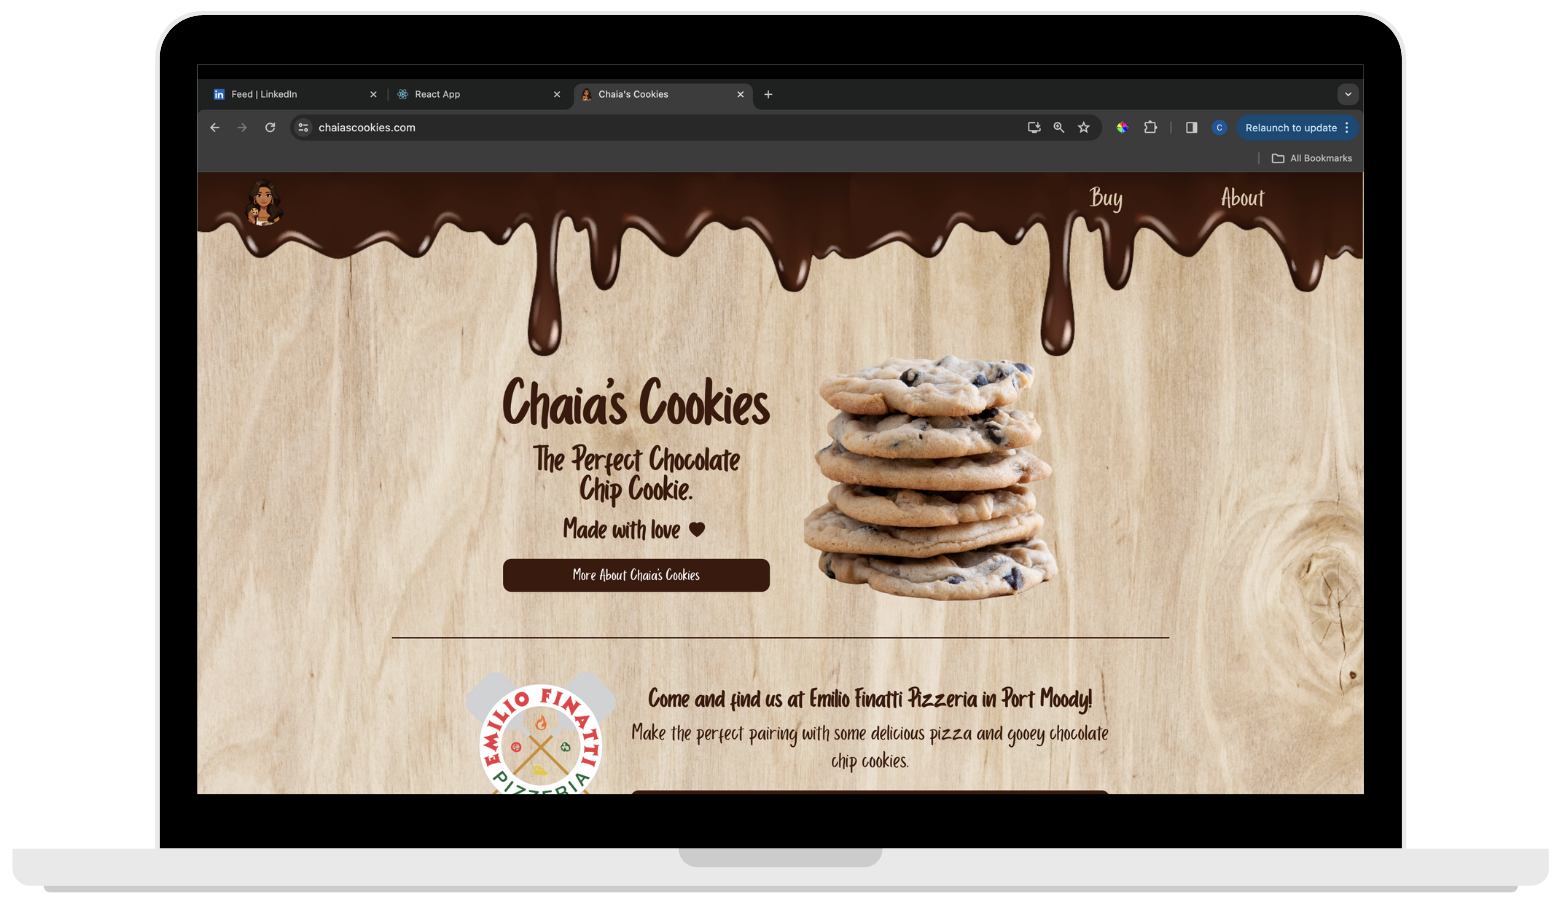 Feed | LinkedIn
React App
Chaia's Cookies
chaiascookies.com
C
Relaunch to update
All Bookmarks
Buy
About
Chaia's Cookies
The Perfect Chocolate
Chip Cookie.
Made with love
More About Chaia's Cookies
EMILIO FINATTI
PIZZERIA
Come and find us at Emilio Finatti Pizzeria in Port Moody!
Make the perfect pairing with some delicious pizza and gooey chocolate
chip cookies.